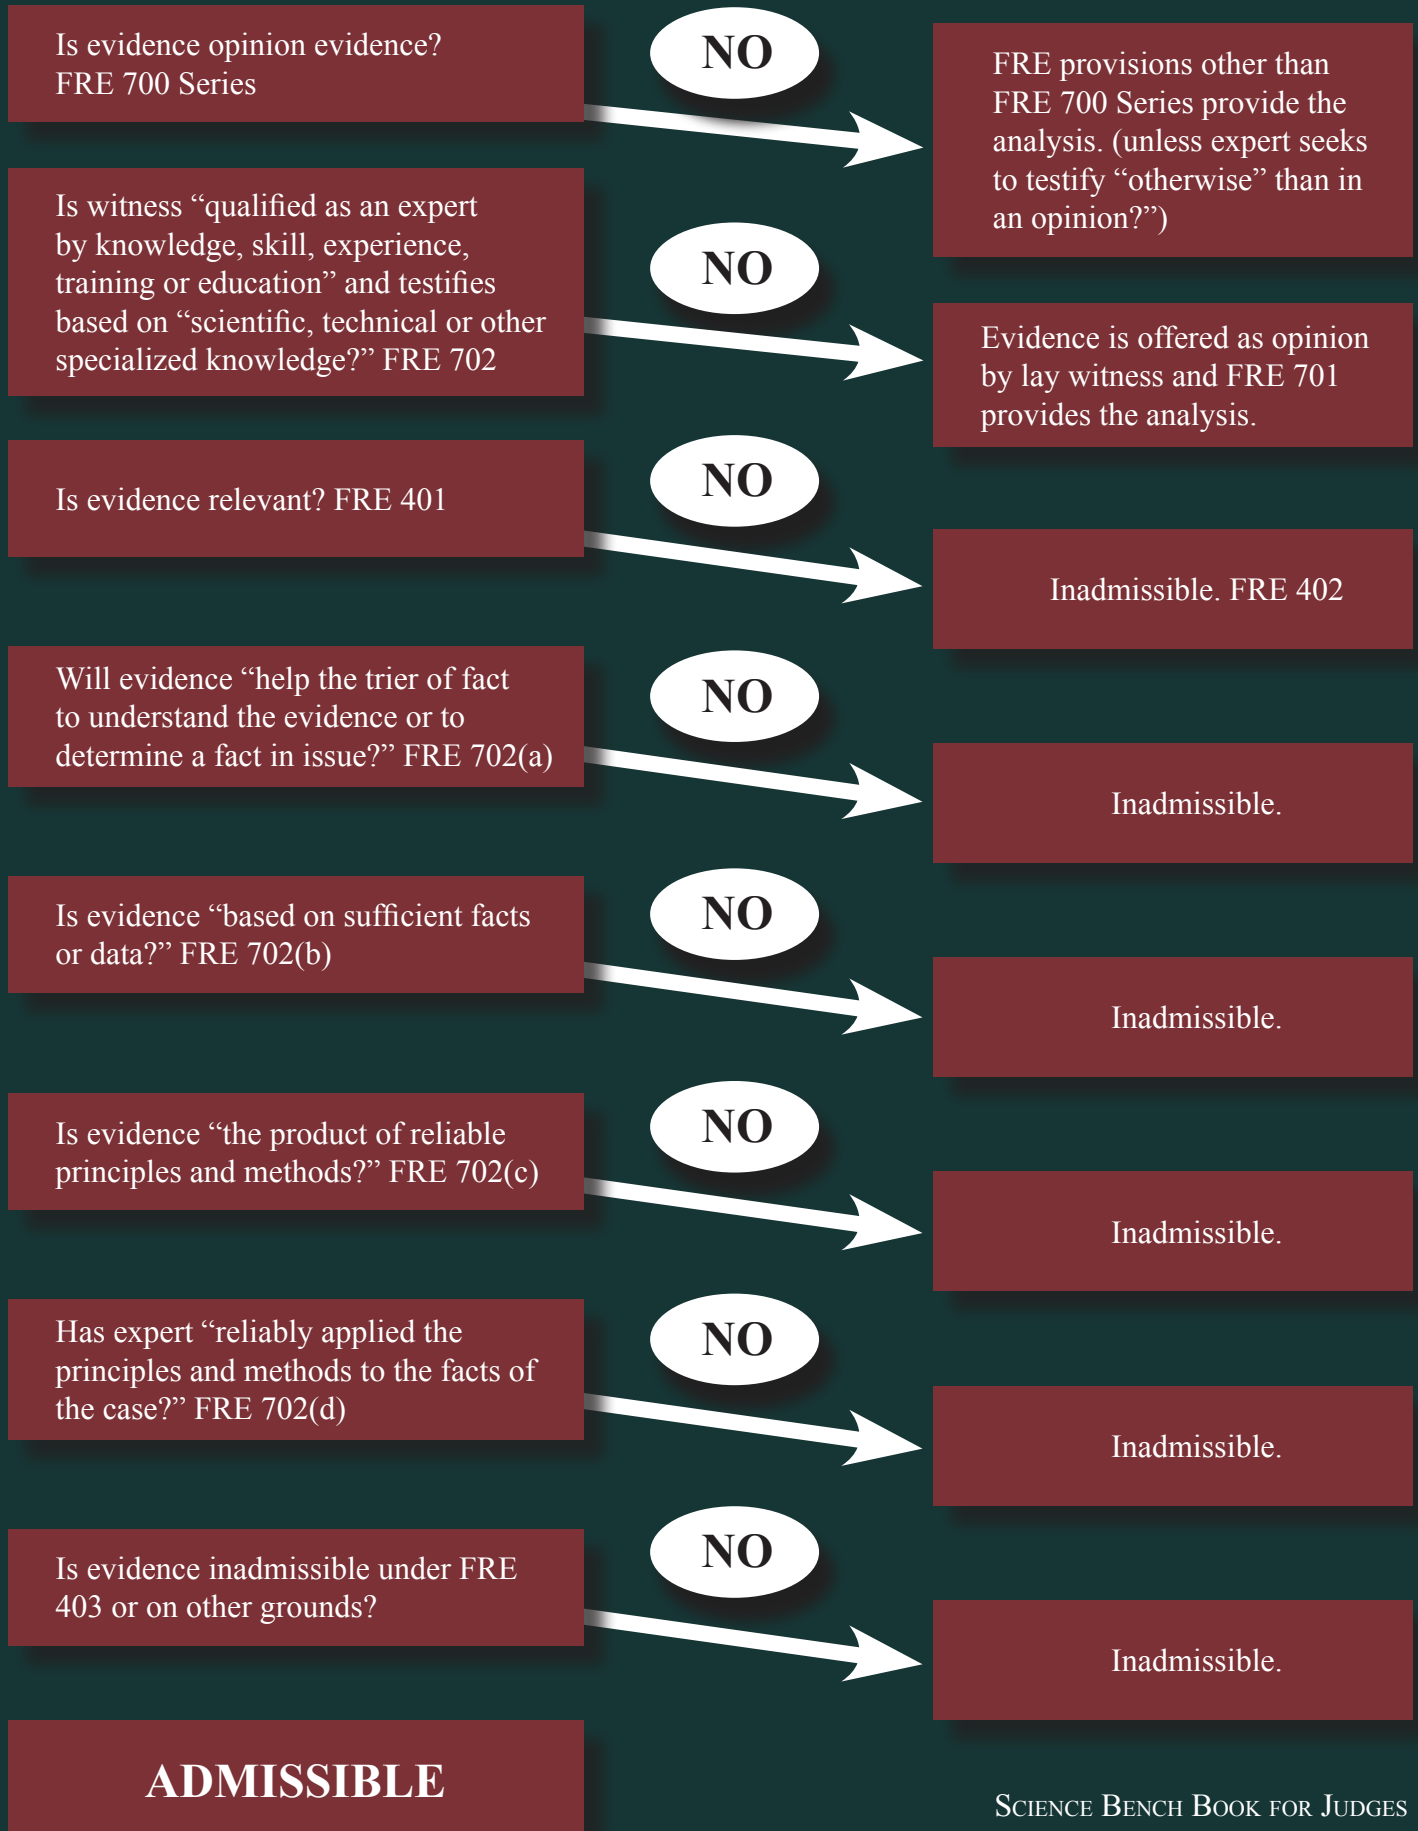 Is evidence opinion evidence?
FRE 700 Series
NO
FRE provisions other than
FRE 700 Series provide the
analysis. (unless expert seeks
to testify “otherwise” than in
an opinion?”)
Is witness “qualified as an expert
by knowledge, skill, experience,
training or education” and testifies
based on “scientific, technical or other
specialized knowledge?” FRE 702
NO
Evidence is offered as opinion
by lay witness and FRE 701
provides the analysis.
Is evidence relevant? FRE 401
NO
Inadmissible. FRE 402
Will evidence “help the trier of fact
to understand the evidence or to
determine a fact in issue?” FRE 702(a)
NO
Inadmissible.
Is evidence “based on sufficient facts
or data?” FRE 702(b)
NO
Inadmissible.
Is evidence “the product of reliable
principles and methods?” FRE 702(c)
NO
Inadmissible.
Has expert “reliably applied the
principles and methods to the facts of
the case?” FRE 702(d)
NO
Inadmissible.
Is evidence inadmissible under FRE
403 or on other grounds?
NO
Inadmissible.
ADMISSIBLE
SCIENCE BENCH BOOK FOR JUDGES